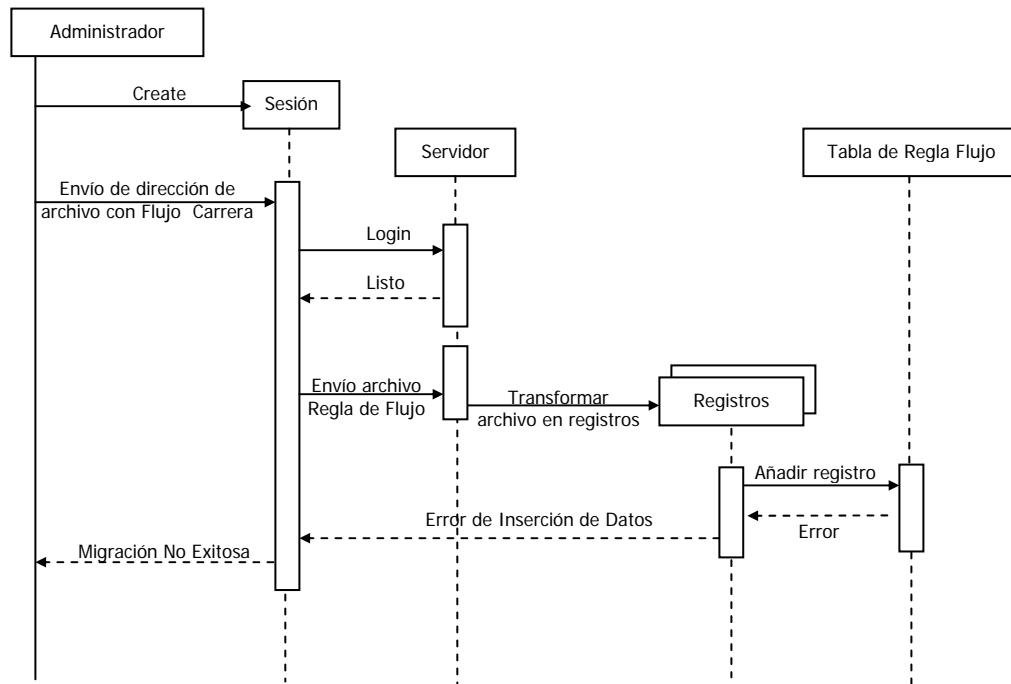 Administrador
Create
Sesión
Servidor
Tabla de Regla Flujo
Envío de dirección de
archivo con Flujo Carrera
Login
Listo
Envío archivo
Regla de Flujo
Transformar
archivo en registros
Registros
Añadir registro
Error de Inserción de Datos
Error
Migración No Exitosa